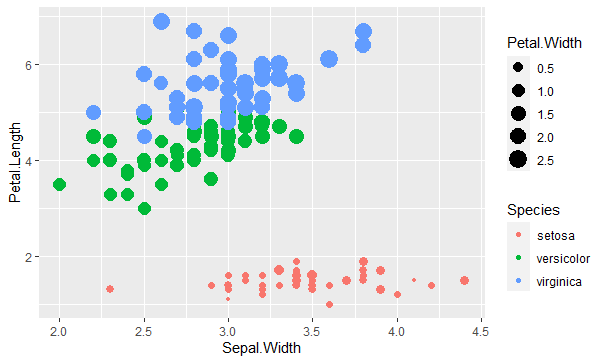 Petal.Length
6
4
2
2.0 2.5 3.0 3.5 4.0 4.5
Sepal.Width
Petal.Width
0.5
1.0
1.5
2.0
2.5
Species
setosa
versicolor
virginica